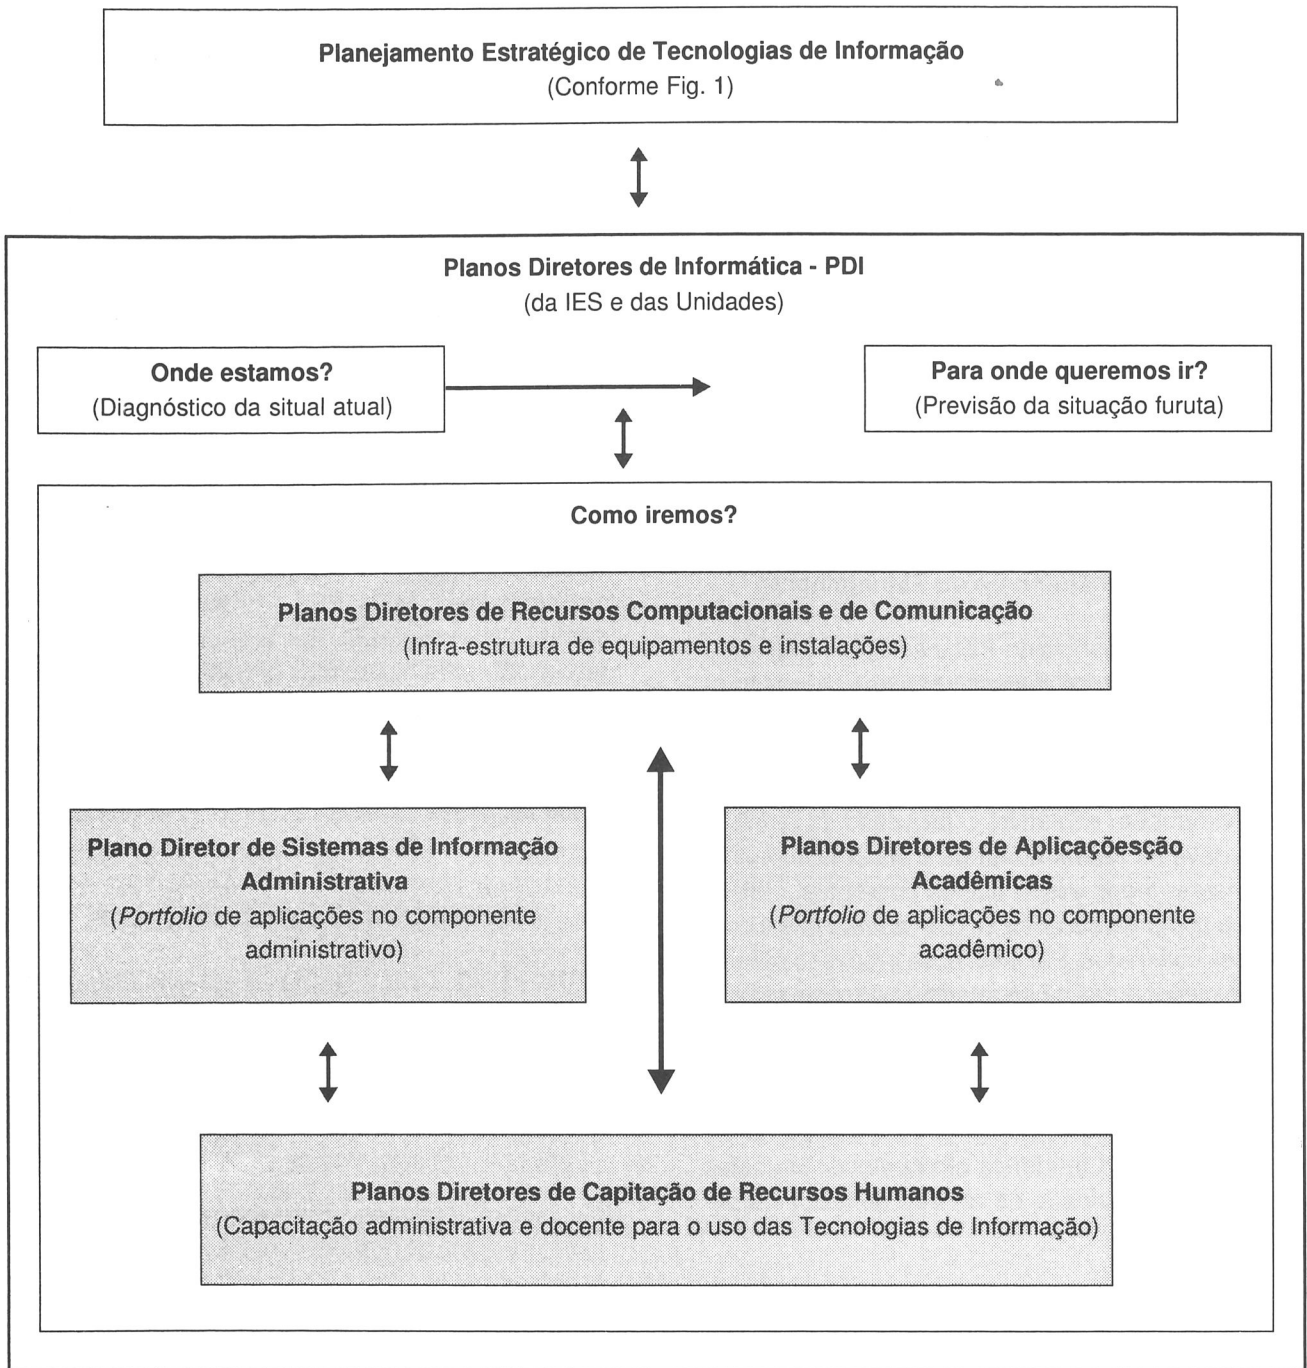 Planejamento Estratégico de Tecnologias de Informação
(Conforme Fig. 1)
Planos Diretores de Informática - PDI
(da IES e das Unidades)
Onde estamos?
(Diagnóstico da situal atual)
Para onde queremos ir?
(Previsão da situação furuta)
Como iremos?
Planos Diretores de Recursos Computacionais e de Comunicação
(Infra-estrutura de equipamentos e instalações)
Plano Diretor de Sistemas de Informação
Administrativa
(Portfolio de aplicações no componente
administrativo)
Planos Diretores de Aplicaçõesção
Acadêmicas
(Portfolio de aplicações no componente
acadêmico)
Planos Diretores de Capitação de Recursos Humanos
(Capacitação administrativa e docente para o uso das Tecnologias de Informação)